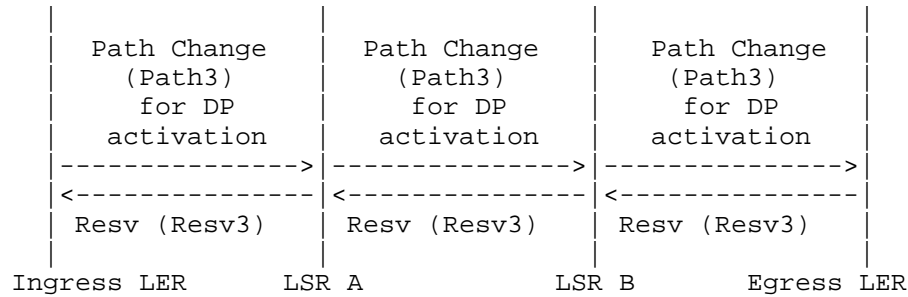 Path Change Path Change Path Change
(Path3) (Path3) (Path3)
for DP for DP for DP
activation activation activation
Resv (Resv3) Resv (Resv3) Resv (Resv3)
Ingress LER LSR A LSR B Egress LER